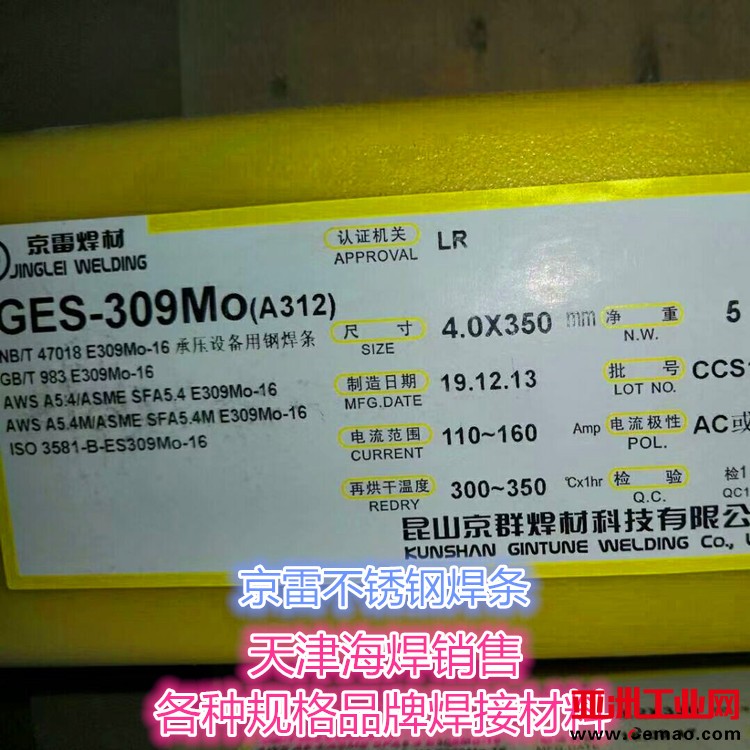 京雷焊材
JINGLEI WELDING
认证机关 LR
APPROVAL
GES-309Mo(A312)
NB/T 47018 E309Mo-16 承压设备用钢焊条
GB/T 983 E309Mo-16
AWS A5.4/ASME SFA5.4 E309Mo-16
AWS A5.4M/ASME SFA5.4M E309Mo-16
ISO 3581-B-ES309Mo-16
尺 寸 4.0X350 mm 净 重 5
SIZE N.W.
制造日期 19.12.13 批 号 CCS
MFG.DATE LOT NO.
电流范围 110~160 Amp 电流极性 AC或
CURRENT POL.
再烘干温度 300~350 ℃x1hr 检 验 检1
REDRY Q.C. QC1
昆山京群焊材科技有限公
KUNSHAN GINTUNE WELDING Co.,
京雷不锈钢焊条
天津海焊销售
各种规格品牌焊接材料
亚洲工业网
www.Cemao.com